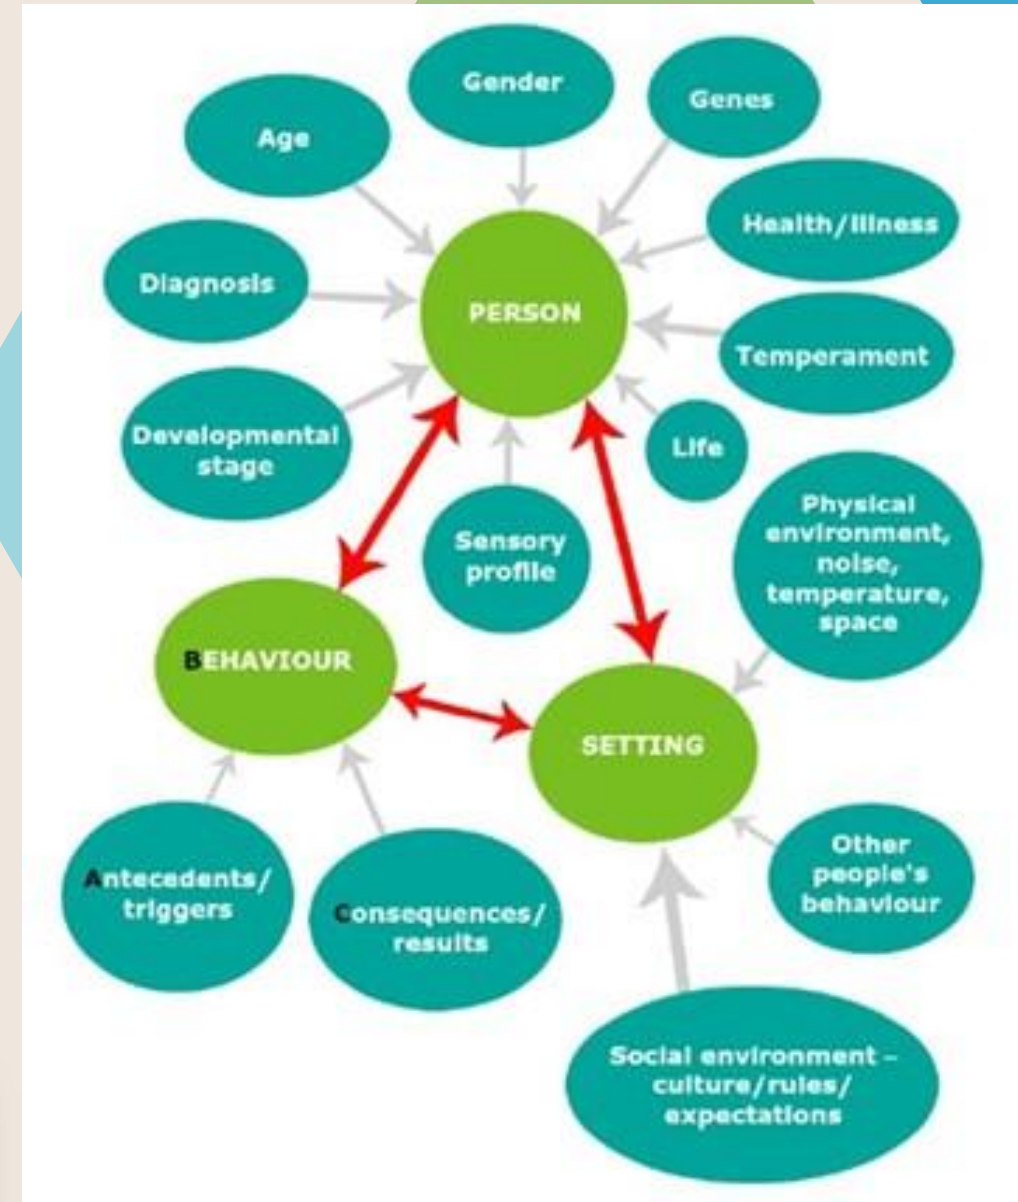 Gender
Genes
Age
Health/Illness
Diagnosis
PERSON
Temperament
Developmental
stage
Life
Sensory
profile
Physical
environment,
noise,
temperature,
space
BEHAVIOUR
SETTING
Antecedents/
triggers
Consequences/
results
Other
people's
behaviour
Social environment –
culture/rules/
expectations